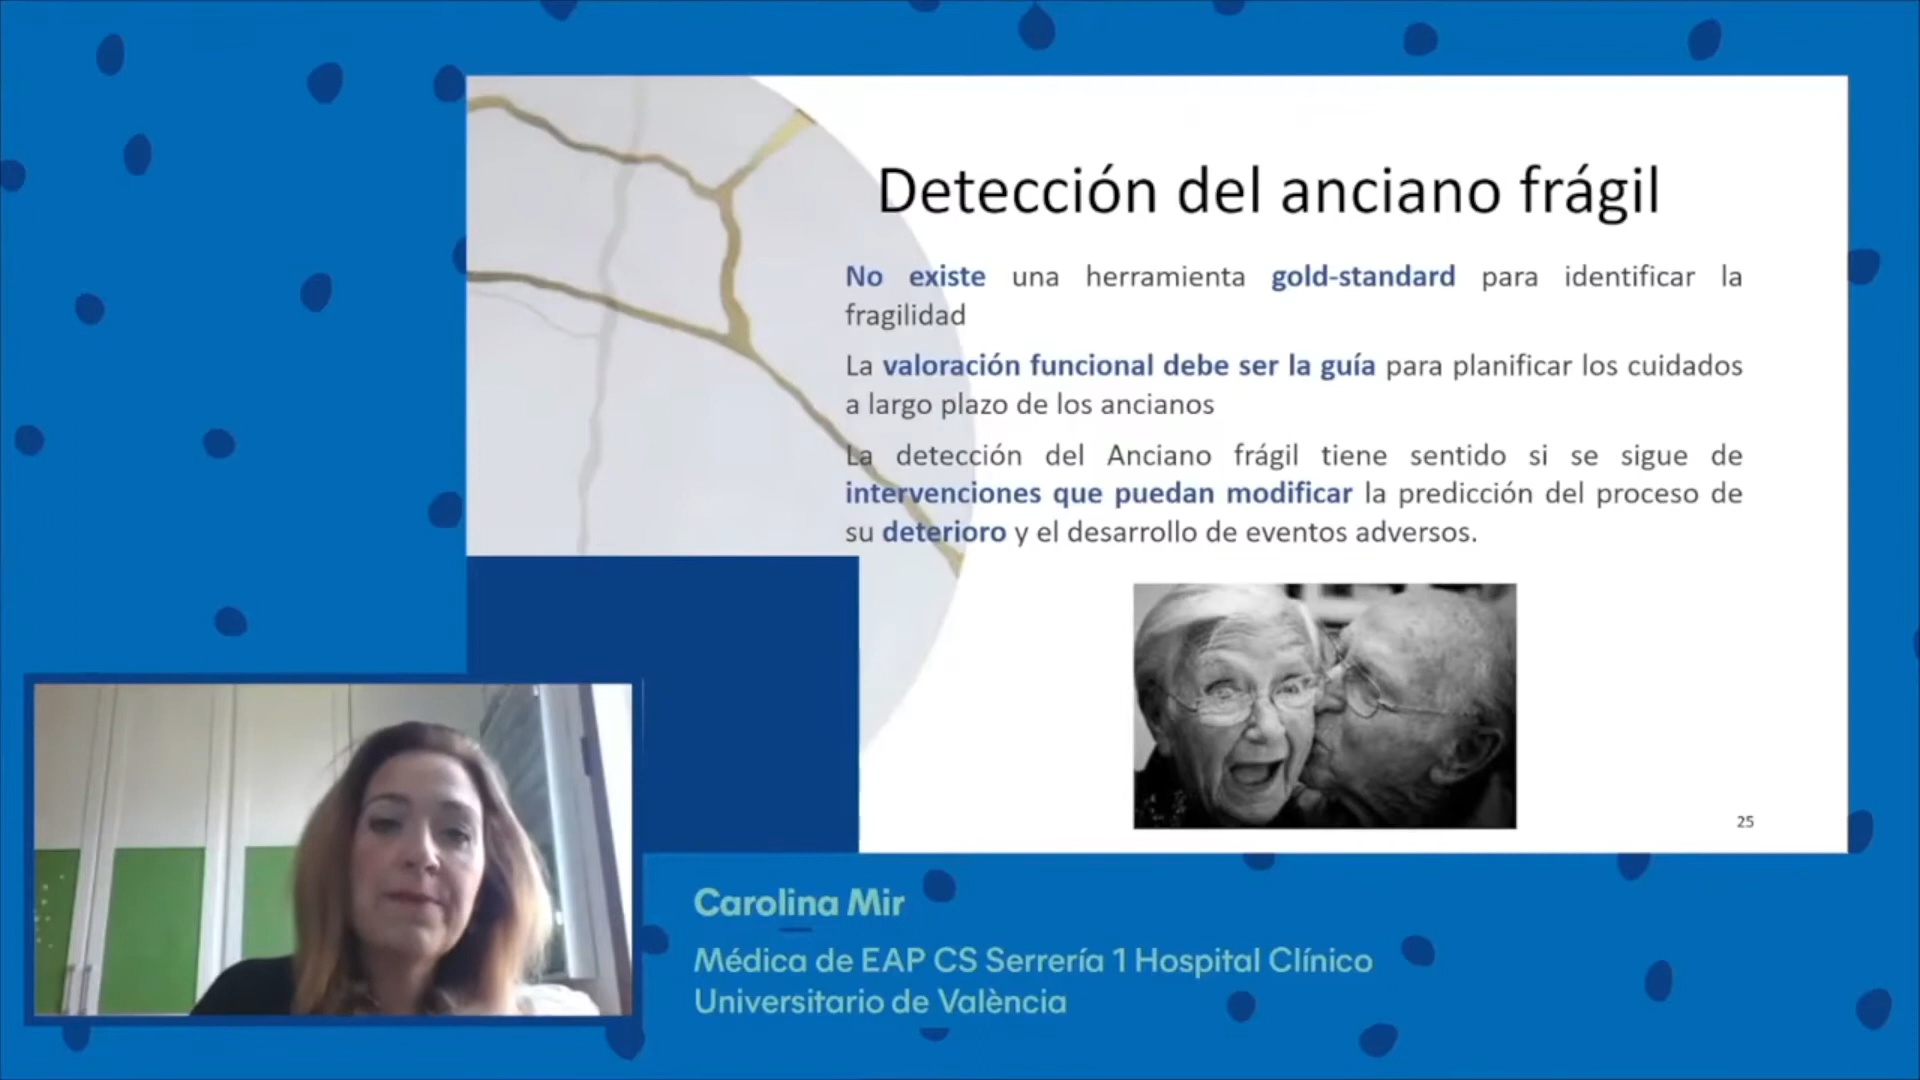 Detección del anciano frágil
No existe una herramienta gold-standard para identificar la
fragilidad
La valoración funcional debe ser la guía para planificar los cuidados
a largo plazo de los ancianos
La detección del Anciano frágil tiene sentido si se sigue de
intervenciones que puedan modificar la predicción del proceso de
su deterioro y el desarrollo de eventos adversos.
25
Carolina Mir
Médica de EAP CS Serrería 1 Hospital Clínico
Universitario de València